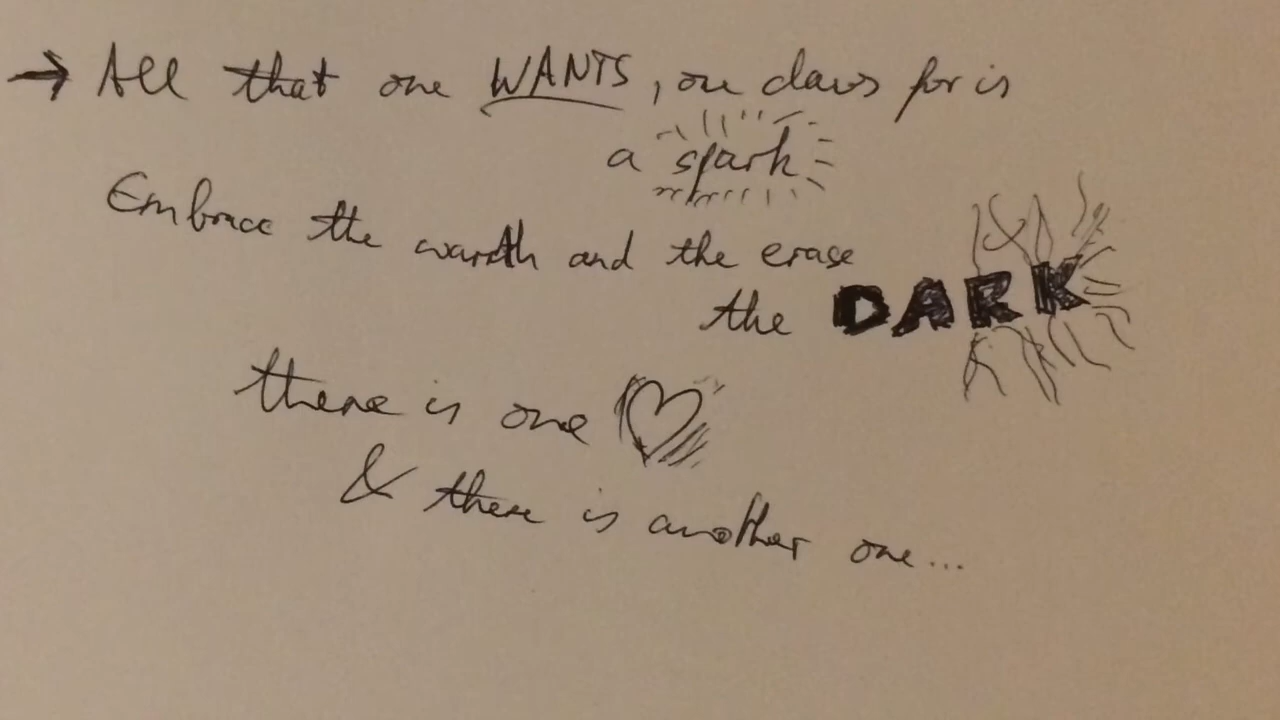 → All that one WANTS, one claws for is
a spark
Embrace the warmth and the erase
the DARK
there is one ♡
& there is another one...